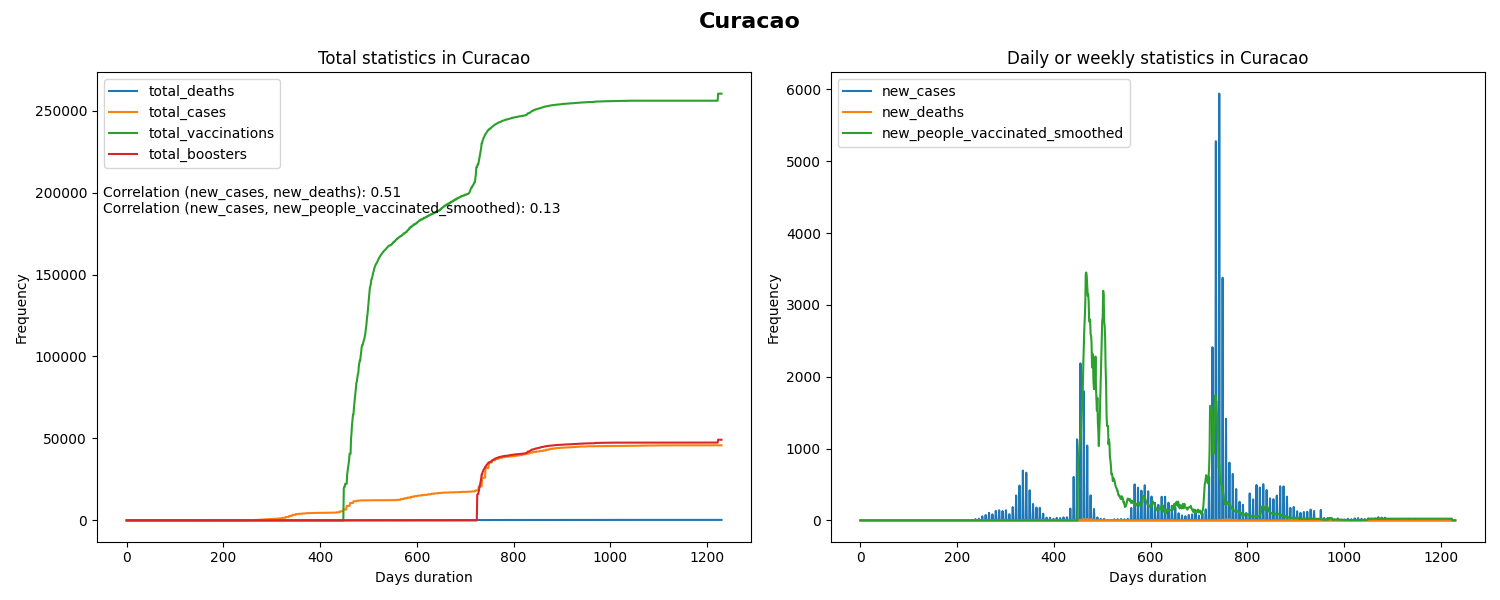 Curacao
Total statistics in Curacao
total_deaths
total_cases
total_vaccinations
total_boosters
Correlation (new_cases, new_deaths): 0.51
Correlation (new_cases, new_people_vaccinated_smoothed): 0.13
Frequency
250000
200000
150000
100000
50000
0
0 200 400 600 800 1000 1200
Days duration
Daily or weekly statistics in Curacao
new_cases
new_deaths
new_people_vaccinated_smoothed
Frequency
6000
5000
4000
3000
2000
1000
0
0 200 400 600 800 1000 1200
Days duration